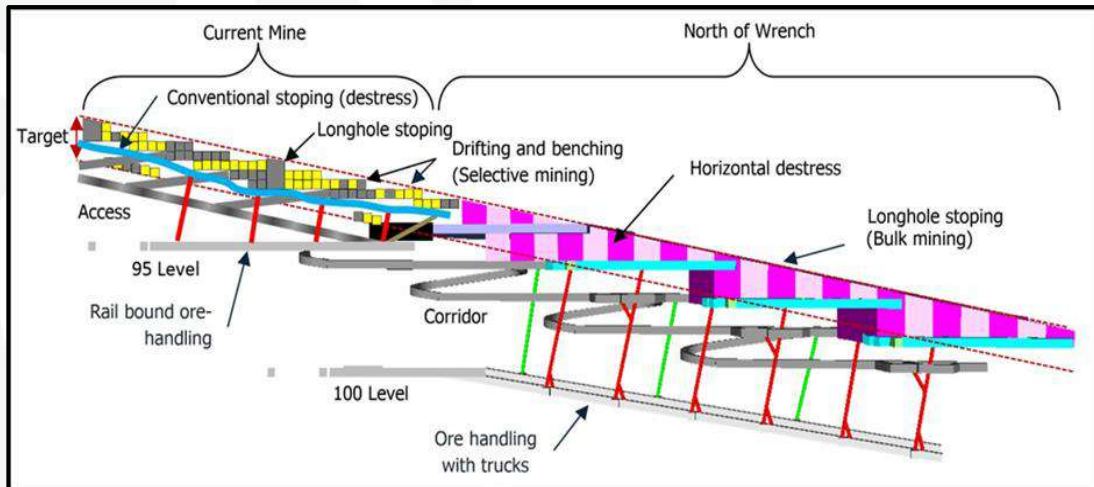 Current Mine
North of Wrench
Conventional stoping (destress)
Target
Longhole stoping
Drifting and benching
(Selective mining)
Horizontal destress
Access
Longhole stoping
(Bulk mining)
95 Level
Rail bound ore-
handling
Corridor
100 Level
Ore handling
with trucks